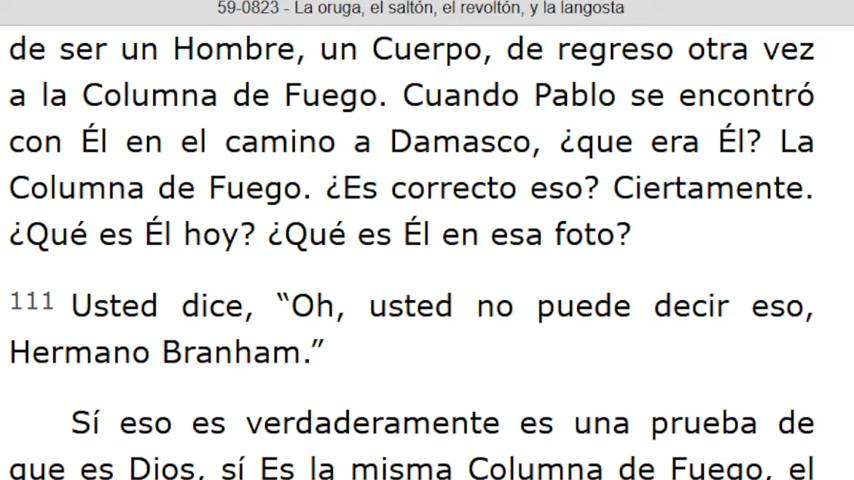 59-0823 - La oruga, el saltón, el revoltón, y la langosta
de ser un Hombre, un Cuerpo, de regreso otra vez
a la Columna de Fuego. Cuando Pablo se encontró
con Él en el camino a Damasco, ¿que era Él? La
Columna de Fuego. ¿Es correcto eso? Ciertamente.
¿Qué es Él hoy? ¿Qué es Él en esa foto?
111 Usted dice, “Oh, usted no puede decir eso,
Hermano Branham.”
Sí eso es verdaderamente es una prueba de
que es Dios, sí Es la misma Columna de Fuego, el